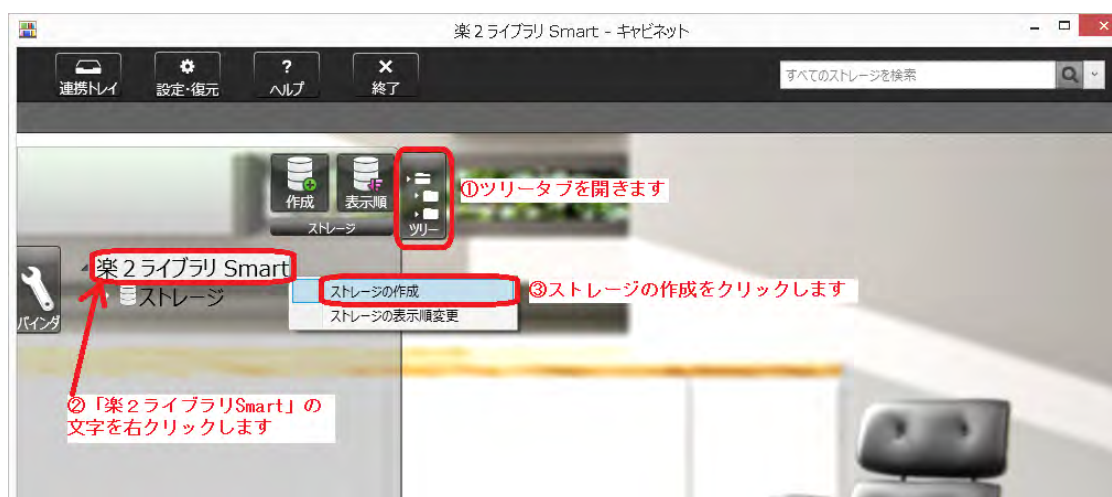 楽2ライブラリ Smart - キャビネット
連携トレイ 設定・復元 ヘルプ 終了
すべてのストレージを検索
作成 表示順
ストレージ
ツリー
①ツリータブを開きます
楽2ライブラリ Smart
ストレージ
バインダ
ストレージの作成
③ストレージの作成をクリックします
ストレージの表示順変更
②「楽2ライブラリSmart」の
文字を右クリックします